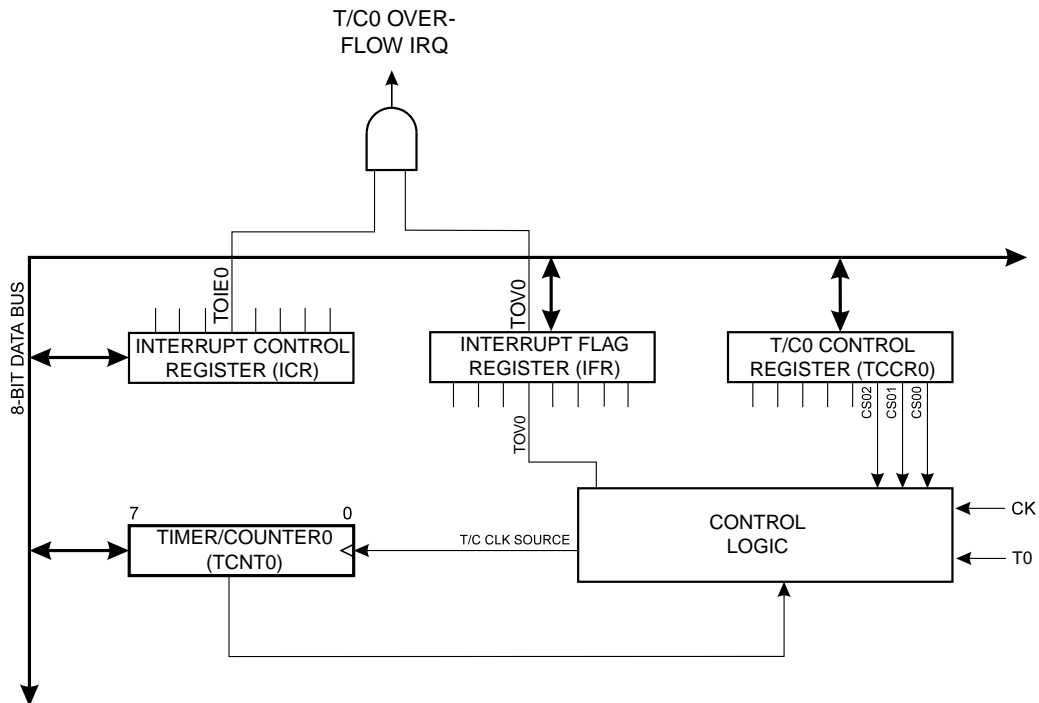 T/C0 OVER-
FLOW IRQ
8-BIT DATA BUS
TOIE0
TOV0
INTERRUPT CONTROL
REGISTER (ICR)
INTERRUPT FLAG
REGISTER (IFR)
T/C0 CONTROL
REGISTER (TCCR0)
TOV0
CS02
CS01
CS00
7
0
TIMER/COUNTER0
(TCNT0)
T/C CLK SOURCE
CONTROL
LOGIC
CK
T0